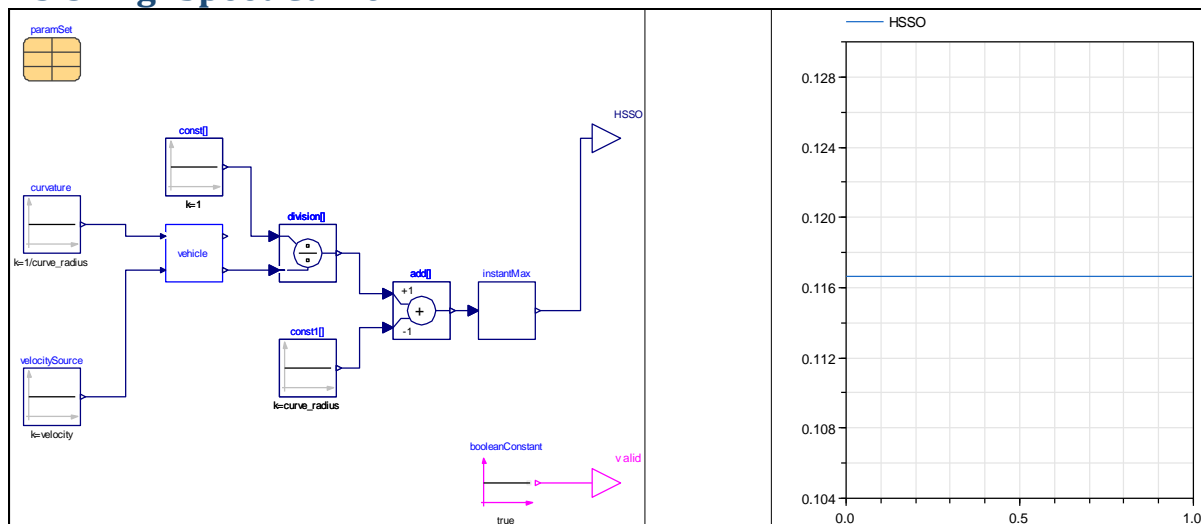 paramSet
HSSO
const[]
k=1
curvature
k=1/curve_radius
vehicle
division[]
add[]
+1
+
-1
instantMax
const1[]
k=curve_radius
velocitySource
k=velocity
booleanConstant
true
valid
HSSO
0.128
0.124
0.120
0.116
0.112
0.108
0.104
0.0
0.5
1.0